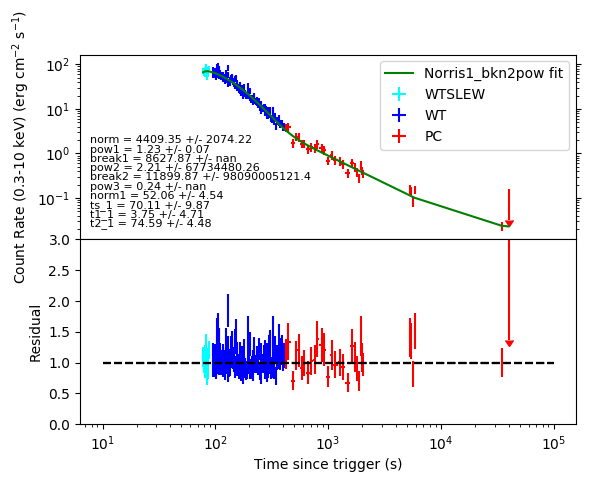 Count Rate (0.3-10 keV) (erg cm⁻² s⁻¹)
10²
10¹
10⁰
10⁻¹
Norris1_bkn2pow fit
WTSLEW
WT
PC
norm = 4409.35 +/- 2074.22
pow1 = 1.23 +/- 0.07
break1 = 8627.87 +/- nan
pow2 = 2.21 +/- 67734480.26
break2 = 11899.87 +/- 98090005121.4
pow3 = 0.24 +/- nan
norm1 = 52.06 +/- 4.54
ts_1 = 70.11 +/- 9.87
t1_1 = 3.75 +/- 4.71
t2_1 = 74.59 +/- 4.48
Residual
3.0
2.5
2.0
1.5
1.0
0.5
0.0
10¹ 10² 10³ 10⁴ 10⁵
Time since trigger (s)